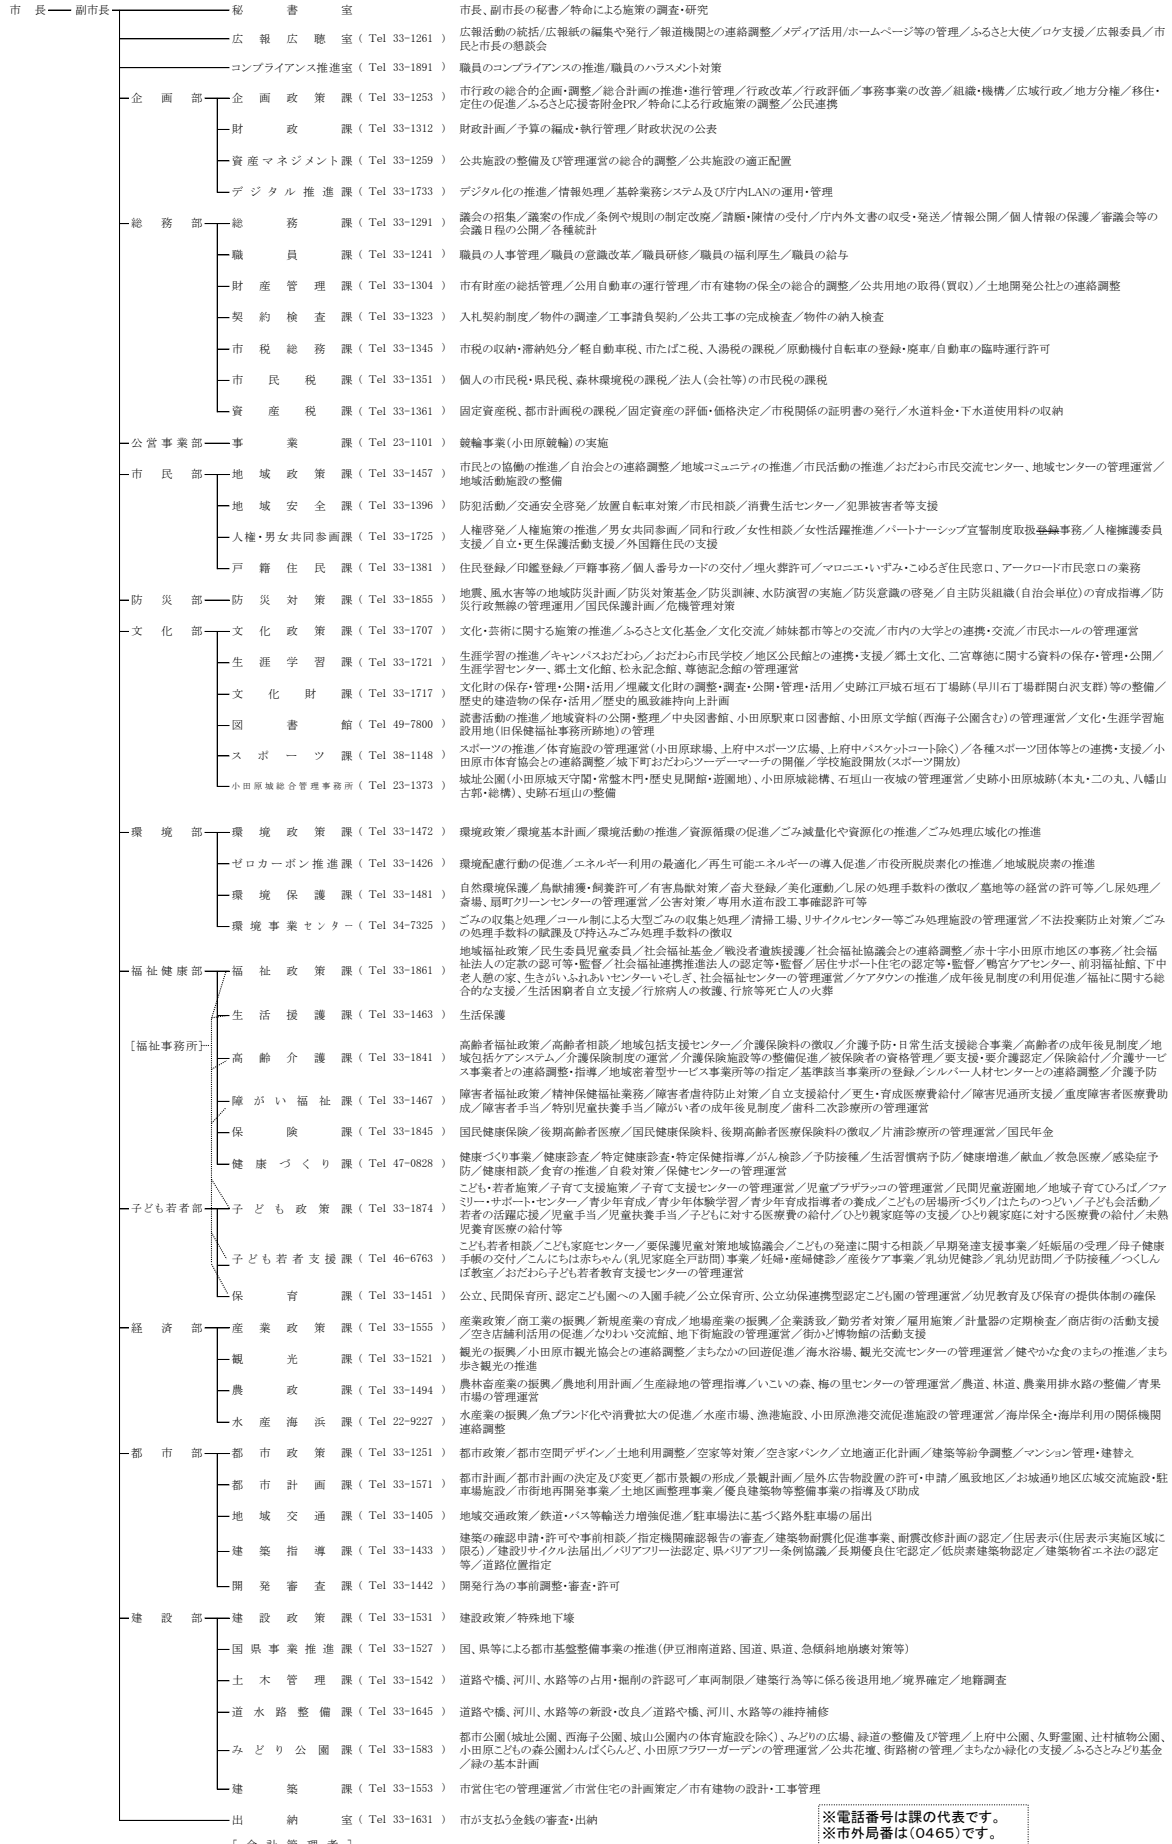 市 長 副市長 秘書室 市長、副市長の秘書／特命による施策の調査・研究
広報広聴室 ( Tel 33-1261 ) 広報活動の統括/広報紙の編集や発行／報道機関との連絡調整／メディア活用/ホームページ等の管理／ふるさと大使／ロケ支援／広報委員／市
民と市長の懇談会
コンプライアンス推進室 ( Tel 33-1891 ) 職員のコンプライアンスの推進/職員のハラスメント対策
企画部 企画政策課 ( Tel 33-1253 ) 市行政の総合的企画・調整／総合計画の推進・進行管理／行政改革／行政評価／事務事業の改善／組織・機構／広域行政／地方分権／移住・
定住の促進／ふるさと応援寄附金PR／特命による行政施策の調整／公民連携
財政課 ( Tel 33-1312 ) 財政計画／予算の編成・執行管理／財政状況の公表
資産マネジメント課 ( Tel 33-1259 ) 公共施設の整備及び管理運営の総合的調整／公共施設の適正配置
デジタル推進課 ( Tel 33-1733 ) デジタル化の推進／情報処理／基幹業務システム及び庁内LANの運用・管理
総務部 総務課 ( Tel 33-1291 ) 議会の招集／議案の作成／条例や規則の制定改廃／請願・陳情の受付／庁内外文書の収受・発送／情報公開／個人情報の保護／審議会等の
会議日程の公開／各種統計
職員課 ( Tel 33-1241 ) 職員の人事管理／職員の意識改革／職員研修／職員の福利厚生／職員の給与
財産管理課 ( Tel 33-1304 ) 市有財産の総括管理／公用自動車の運行管理／市有建物の保全の総合的調整／公共用地の取得(買収)／土地開発公社との連絡調整
契約検査課 ( Tel 33-1323 ) 入札契約制度／物件の調達／工事請負契約／公共工事の完成検査／物件の納入検査
市税総務課 ( Tel 33-1345 ) 市税の収納・滞納処分／軽自動車税、市たばこ税、入湯税の課税／原動機付自転車の登録・廃車/自動車の臨時運行許可
市民税課 ( Tel 33-1351 ) 個人の市民税・県民税、森林環境税の課税／法人(会社等)の市民税の課税
資産税課 ( Tel 33-1361 ) 固定資産税、都市計画税の課税／固定資産の評価・価格決定／市税関係の証明書の発行／水道料金・下水道使用料の収納
公営事業部 事業課 ( Tel 23-1101 ) 競輪事業(小田原競輪)の実施
市民部 地域政策課 ( Tel 33-1457 ) 市民との協働の推進／自治会との連絡調整／地域コミュニティの推進／市民活動の推進／おだわら市民交流センター、地域センターの管理運営／
地域活動施設の整備
地域安全課 ( Tel 33-1396 ) 防犯活動／交通安全啓発／放置自転車対策／市民相談／消費生活センター／犯罪被害者等支援
人権・男女共同参画課 ( Tel 33-1725 ) 人権啓発／人権施策の推進／男女共同参画／同和行政／女性相談／女性活躍推進／パートナーシップ宣誓制度取扱登録事務／人権擁護委員
支援／自立・更生保護活動支援／外国籍住民の支援
戸籍住民課 ( Tel 33-1381 ) 住民登録／印鑑登録／戸籍事務／個人番号カードの交付／埋火葬許可／マロニエ・いずみ・こゆるぎ住民窓口、アークロード市民窓口の業務
防災部 防災対策課 ( Tel 33-1855 ) 地震、風水害等の地域防災計画／防災対策基金／防災訓練、水防演習の実施／防災意識の啓発／自主防災組織(自治会単位)の育成指導／防
災行政無線の管理運用／国民保護計画／危機管理対策
文化部 文化政策課 ( Tel 33-1707 ) 文化・芸術に関する施策の推進／ふるさと文化基金／文化交流／姉妹都市等との交流／市内の大学との連携・交流／市民ホールの管理運営
生涯学習課 ( Tel 33-1721 ) 生涯学習の推進／キャンパスおだわら／おだわら市民学校／地区公民館との連携・支援／郷土文化、二宮尊徳に関する資料の保存・管理・公開／
生涯学習センター、郷土文化館、松永記念館、尊徳記念館の管理運営
文化財課 ( Tel 33-1717 ) 文化財の保存・管理・公開・活用／埋蔵文化財の調整・調査・公開・管理・活用／史跡江戸城石垣石丁場跡(早川石丁場群関白沢支群)等の整備／
歴史的建造物の保存・活用／歴史的風致維持向上計画
図書館 ( Tel 49-7800 ) 読書活動の推進／地域資料の公開・整理／中央図書館、小田原駅東口図書館、小田原文学館(西海子公園含む)の管理運営／文化・生涯学習施
設用地(旧保健福祉事務所跡地)の管理
スポーツ課 ( Tel 38-1148 ) スポーツの推進／体育施設の管理運営(小田原球場、上府中スポーツ広場、上府中バスケットコート除く)／各種スポーツ団体等との連携・支援／小
田原市体育協会との連絡調整／城下町おだわらツーデーマーチの開催／学校施設開放(スポーツ開放)
小田原城総合管理事務所 ( Tel 23-1373 ) 城址公園(小田原城天守閣・常盤木門・歴史見聞館・遊園地)、小田原城総構、石垣山一夜城の管理運営／史跡小田原城跡(本丸・二の丸、八幡山
古郭・総構)、史跡石垣山の整備
環境部 環境政策課 ( Tel 33-1472 ) 環境政策／環境基本計画／環境活動の推進／資源循環の促進／ごみ減量化や資源化の推進／ごみ処理広域化の推進
ゼロカーボン推進課 ( Tel 33-1426 ) 環境配慮行動の促進／エネルギー利用の最適化／再生可能エネルギーの導入促進／市役所脱炭素化の推進／地域脱炭素の推進
環境保護課 ( Tel 33-1481 ) 自然環境保護／鳥獣捕獲・飼養許可／有害鳥獣対策／畜犬登録／美化運動／し尿の処理手数料の徴収／墓地等の経営の許可等／し尿処理／
斎場、扇町クリーンセンターの管理運営／公害対策／専用水道布設工事確認許可等
環境事業センター ( Tel 34-7325 ) ごみの収集と処理／コール制による大型ごみの収集と処理／清掃工場、リサイクルセンター等ごみ処理施設の管理運営／不法投棄防止対策／ごみ
の処理手数料の賦課及び持込みごみ処理手数料の徴収
福祉健康部 福祉政策課 ( Tel 33-1861 ) 地域福祉政策／民生委員児童委員／社会福祉基金／戦没者遺族援護／社会福祉協議会との連絡調整／赤十字小田原市地区の事務／社会福
祉法人の定款の認可等・監督／社会福祉連携推進法人の認定等・監督／居住サポート住宅の認定等・監督／鴨宮ケアセンター、前羽福祉館、下中
老人憩の家、生きがいふれあいセンターいそしぎ、社会福祉センターの管理運営／ケアタウンの推進／成年後見制度の利用促進／福祉に関する総
合的な支援／生活困窮者自立支援／行旅病人の救護、行旅等死亡人の火葬
生活援護課 ( Tel 33-1463 ) 生活保護
[福祉事務所]
高齢介護課 ( Tel 33-1841 ) 高齢者福祉政策／高齢者相談／地域包括支援センター／介護保険料の徴収／介護予防・日常生活支援総合事業／高齢者の成年後見制度／地
域包括ケアシステム／介護保険制度の運営／介護保険施設等の整備促進／被保険者の資格管理／要支援・要介護認定／保険給付／介護サービ
ス事業者との連絡調整・指導／地域密着型サービス事業所等の指定／基準該当事業所の登録／シルバー人材センターとの連絡調整／介護予防
障がい福祉課 ( Tel 33-1467 ) 障害者福祉政策／精神保健福祉業務／障害者虐待防止対策／自立支援給付／更生・育成医療費給付／障害児通所支援／重度障害者医療費助
成／障害者手当／特別児童扶養手当／障がい者の成年後見制度／歯科二次診療所の管理運営
保険課 ( Tel 33-1845 ) 国民健康保険／後期高齢者医療／国民健康保険料、後期高齢者医療保険料の徴収／片浦診療所の管理運営／国民年金
健康づくり課 ( Tel 47-0828 ) 健康づくり事業／健康診査／特定健康診査・特定保健指導／がん検診／予防接種／生活習慣病予防／健康増進／献血／救急医療／感染症予
防／健康相談／食育の推進／自殺対策／保健センターの管理運営
子ども若者部 子ども政策課 ( Tel 33-1874 ) こども・若者施策／子育て支援施策／子育て支援センターの管理運営／児童プラザラッコの管理運営／民間児童遊園地／地域子育てひろば／ファ
ミリー・サポート・センター／青少年育成／青少年体験学習／青少年育成指導者の養成／こどもの居場所づくり／はたちのつどい／子ども会活動／
若者の活躍応援／児童手当／児童扶養手当／子どもに対する医療費の給付／ひとり親家庭等の支援／ひとり親家庭に対する医療費の給付／未熟
児養育医療の給付等
子ども若者支援課 ( Tel 46-6763 ) こども若者相談／こども家庭センター／要保護児童対策地域協議会／こどもの発達に関する相談／早期発達支援事業／妊娠届の受理／母子健康
手帳の交付／こんにちは赤ちゃん(乳児家庭全戸訪問)事業／妊婦・産婦健診／産後ケア事業／乳幼児健診／乳幼児訪問／予防接種／つくしん
ぼ教室／おだわら子ども若者教育支援センターの管理運営
保育課 ( Tel 33-1451 ) 公立、民間保育所、認定こども園への入園手続／公立保育所、公立幼保連携型認定こども園の管理運営／幼児教育及び保育の提供体制の確保
経済部 産業政策課 ( Tel 33-1555 ) 産業政策／商工業の振興／新規産業の育成／地場産業の振興／企業誘致／勤労者対策／雇用施策／計量器の定期検査／商店街の活動支援
／空き店舗利活用の促進／なりわい交流館、地下街施設の管理運営／街かど博物館の活動支援
観光課 ( Tel 33-1521 ) 観光の振興／小田原市観光協会との連絡調整／まちなかの回遊促進／海水浴場、観光交流センターの管理運営／健やかな食のまちの推進／まち
歩き観光の推進
農政課 ( Tel 33-1494 ) 農林畜産業の振興／農地利用計画／生産緑地の管理指導／いこいの森、梅の里センターの管理運営／農道、林道、農業用排水路の整備／青果
市場の管理運営
水産海浜課 ( Tel 22-9227 ) 水産業の振興／魚ブランド化や消費拡大の促進／水産市場、漁港施設、小田原漁港交流促進施設の管理運営／海岸保全・海岸利用の関係機関
連絡調整
都市部 都市政策課 ( Tel 33-1251 ) 都市政策／都市空間デザイン／土地利用調整／空家等対策／空き家バンク／立地適正化計画／建築等紛争調整／マンション管理・建替え
都市計画課 ( Tel 33-1571 ) 都市計画／都市計画の決定及び変更／都市景観の形成／景観計画／屋外広告物設置の許可・申請／風致地区／お城通り地区広域交流施設・駐
車場施設／市街地再開発事業／土地区画整理事業／優良建築物等整備事業の指導及び助成
地域交通課 ( Tel 33-1405 ) 地域交通政策／鉄道・バス等輸送力増強促進／駐車場法に基づく路外駐車場の届出
建築指導課 ( Tel 33-1433 ) 建築の確認申請・許可や事前相談／指定機関確認報告の審査／建築物耐震化促進事業、耐震改修計画の認定／住居表示(住居表示実施区域に
限る)／建設リサイクル法届出／バリアフリー法認定、県バリアフリー条例協議／長期優良住宅認定／低炭素建築物認定／建築物省エネ法の認定
等／道路位置指定
開発審査課 ( Tel 33-1442 ) 開発行為の事前調整・審査・許可
建設部 建設政策課 ( Tel 33-1531 ) 建設政策／特殊地下壕
国県事業推進課 ( Tel 33-1527 ) 国、県等による都市基盤整備事業の推進(伊豆湘南道路、国道、県道、急傾斜地崩壊対策等)
土木管理課 ( Tel 33-1542 ) 道路や橋、河川、水路等の占用・掘削の許認可／車両制限／建築行為等に係る後退用地／境界確定／地籍調査
道水路整備課 ( Tel 33-1645 ) 道路や橋、河川、水路等の新設・改良／道路や橋、河川、水路等の維持補修
みどり公園課 ( Tel 33-1583 ) 都市公園(城址公園、西海子公園、城山公園内の体育施設を除く)、みどりの広場、緑道の整備及び管理／上府中公園、久野霊園、辻村植物公園、
小田原こどもの森公園わんぱくらんど、小田原フラワーガーデンの管理運営／公共花壇、街路樹の管理／まちなか緑化の支援／ふるさとみどり基金
／緑の基本計画
建築課 ( Tel 33-1553 ) 市営住宅の管理運営／市営住宅の計画策定／市有建物の設計・工事管理
出納室 ( Tel 33-1631 ) 市が支払う金銭の審査・出納
[会計管理者]
※電話番号は課の代表です。
※市外局番は(0465)です。